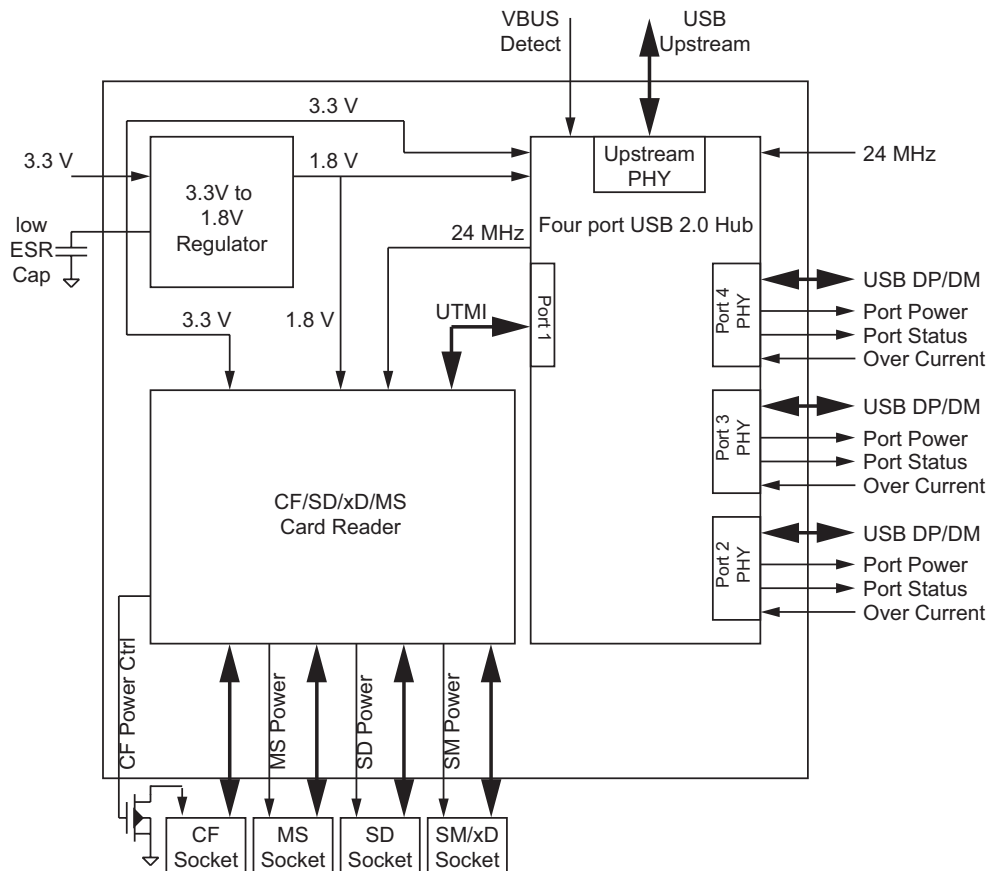 VBUS
Detect
USB
Upstream
3.3 V
3.3 V
3.3V to
1.8V
Regulator
1.8 V
Upstream
PHY
24 MHz
low
ESR
Cap
24 MHz
Four port USB 2.0 Hub
3.3 V
1.8 V
UTMI
Port 1
Port 4
PHY
USB DP/DM
Port Power
Port Status
Over Current
Port 3
PHY
USB DP/DM
Port Power
Port Status
Over Current
CF/SD/xD/MS
Card Reader
Port 2
PHY
USB DP/DM
Port Power
Port Status
Over Current
CF Power Ctrl
MS Power
SD Power
SM Power
CF
Socket
MS
Socket
SD
Socket
SM/xD
Socket